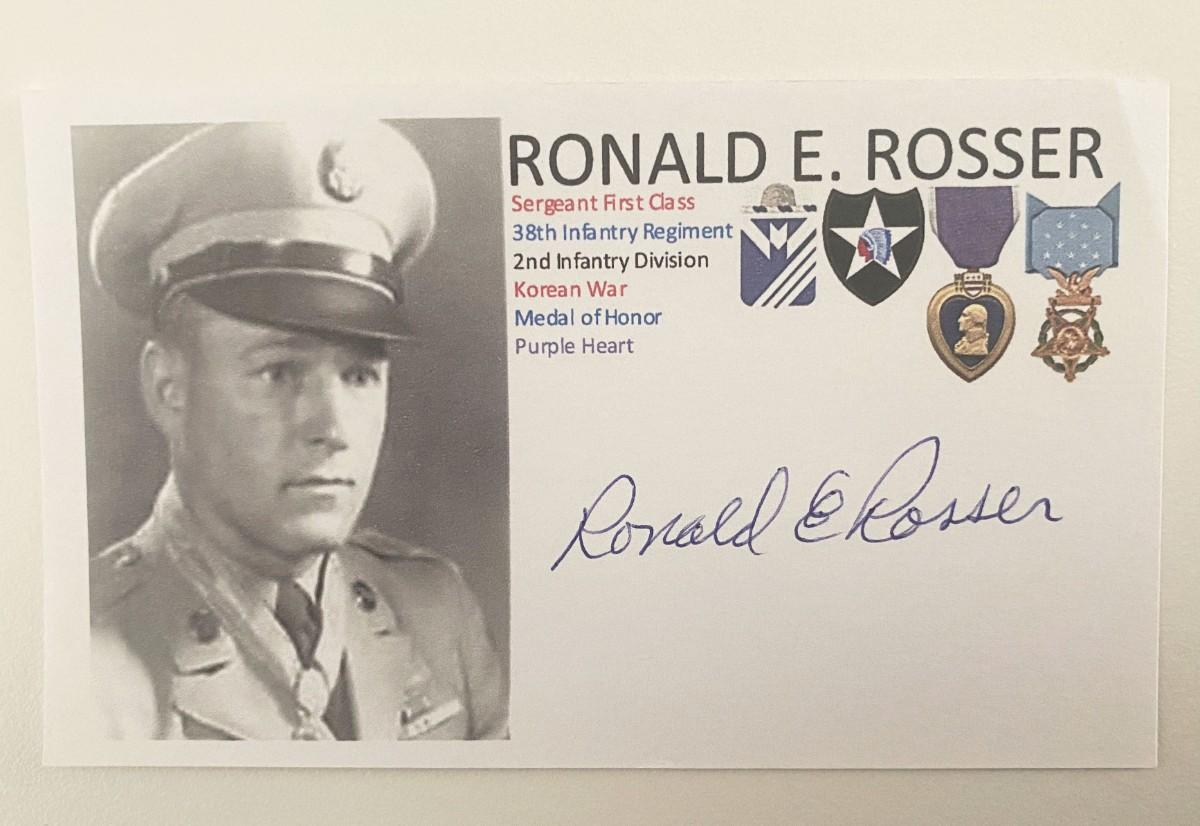 RONALD E. ROSSER
Sergeant First Class
38th Infantry Regiment
2nd Infantry Division
Korean War
Medal of Honor
Purple Heart
Ronald E Rosser